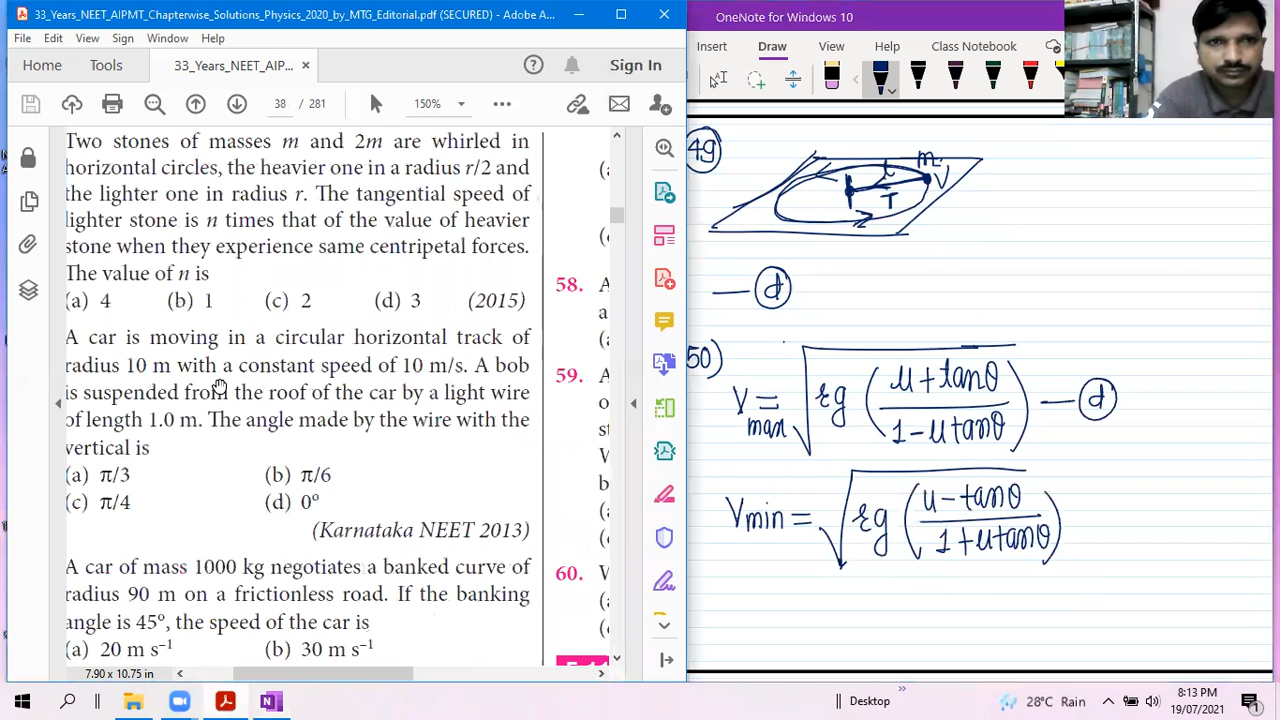 33_Years_NEET_AIPMT_Chapterwise_Solutions_Physics_2020_by_MTG_Editorial.pdf (SECURED) - Adobe A...
File Edit View Sign Window Help
Home Tools 33_Years_NEET_AIP... × Sign In
38 / 281 150%
Two stones of masses m and 2m are whirled in
horizontal circles, the heavier one in a radius r/2 and
the lighter one in radius r. The tangential speed of
lighter stone is n times that of the value of heavier
stone when they experience same centripetal forces.
The value of n is
(a) 4 (b) 1 (c) 2 (d) 3 (2015)
A car is moving in a circular horizontal track of
radius 10 m with a constant speed of 10 m/s. A bob
is suspended from the roof of the car by a light wire
of length 1.0 m. The angle made by the wire with the
vertical is
(a) π/3 (b) π/6
(c) π/4 (d) 0°
(Karnataka NEET 2013)
A car of mass 1000 kg negotiates a banked curve of
radius 90 m on a frictionless road. If the banking
angle is 45°, the speed of the car is
(a) 20 m s⁻¹ (b) 30 m s⁻¹
58. A
a
(
59. A
o
st
W
b
(
60. W
(
(
7.90 x 10.75 in
OneNote for Windows 10
Insert Draw View Help Class Notebook
49
m
V
l
T
— (d)
50)
V max = √(rg ((μ + tanθ)/(1 - μ tanθ))) — (d)
Vmin = √(rg ((μ - tanθ)/(1 + μ tanθ)))
Desktop
28°C Rain
8:13 PM
19/07/2021